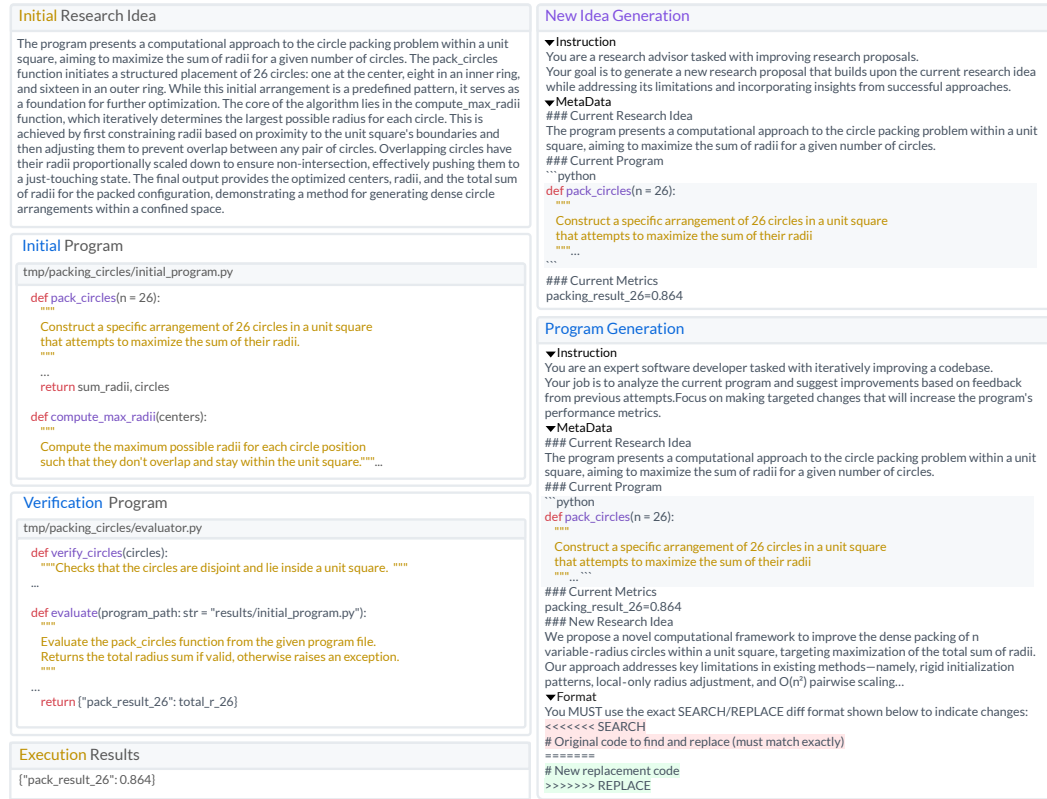 Initial Research Idea
The program presents a computational approach to the circle packing problem within a unit
square, aiming to maximize the sum of radii for a given number of circles. The pack_circles
function initiates a structured placement of 26 circles: one at the center, eight in an inner ring,
and sixteen in an outer ring. While this initial arrangement is a predefined pattern, it serves as
a foundation for further optimization. The core of the algorithm lies in the compute_max_radii
function, which iteratively determines the largest possible radius for each circle. This is
achieved by first constraining radii based on proximity to the unit square's boundaries and
then adjusting them to prevent overlap between any pair of circles. Overlapping circles have
their radii proportionally scaled down to ensure non-intersection, effectively pushing them to
a just-touching state. The final output provides the optimized centers, radii, and the total sum
of radii for the packed configuration, demonstrating a method for generating dense circle
arrangements within a confined space.
Initial Program
tmp/packing_circles/initial_program.py
def pack_circles(n = 26):
"""
Construct a specific arrangement of 26 circles in a unit square
that attempts to maximize the sum of their radii.
"""
...
return sum_radii, circles
def compute_max_radii(centers):
"""
Compute the maximum possible radii for each circle position
such that they don't overlap and stay within the unit square."""...
Verification Program
tmp/packing_circles/evaluator.py
def verify_circles(circles):
"""Checks that the circles are disjoint and lie inside a unit square. """
...
def evaluate(program_path: str = "results/initial_program.py"):
"""
Evaluate the pack_circles function from the given program file.
Returns the total radius sum if valid, otherwise raises an exception.
"""
...
return {"pack_result_26": total_r_26}
Execution Results
{"pack_result_26": 0.864}
New Idea Generation
▼Instruction
You are a research advisor tasked with improving research proposals.
Your goal is to generate a new research proposal that builds upon the current research idea
while addressing its limitations and incorporating insights from successful approaches.
▼MetaData
### Current Research Idea
The program presents a computational approach to the circle packing problem within a unit
square, aiming to maximize the sum of radii for a given number of circles.
### Current Program
```python
def pack_circles(n = 26):
"""
Construct a specific arrangement of 26 circles in a unit square
that attempts to maximize the sum of their radii
"""...
```
### Current Metrics
packing_result_26=0.864
Program Generation
▼Instruction
You are an expert software developer tasked with iteratively improving a codebase.
Your job is to analyze the current program and suggest improvements based on feedback
from previous attempts.Focus on making targeted changes that will increase the program's
performance metrics.
▼MetaData
### Current Research Idea
The program presents a computational approach to the circle packing problem within a unit
square, aiming to maximize the sum of radii for a given number of circles.
### Current Program
```python
def pack_circles(n = 26):
"""
Construct a specific arrangement of 26 circles in a unit square
that attempts to maximize the sum of their radii
"""... ```
### Current Metrics
packing_result_26=0.864
### New Research Idea
We propose a novel computational framework to improve the dense packing of n
variable-radius circles within a unit square, targeting maximization of the total sum of radii.
Our approach addresses key limitations in existing methods—namely, rigid initialization
patterns, local-only radius adjustment, and O(n²) pairwise scaling...
▼Format
You MUST use the exact SEARCH/REPLACE diff format shown below to indicate changes:
<<<<<<< SEARCH
# Original code to find and replace (must match exactly)
=======
# New replacement code
>>>>>>> REPLACE